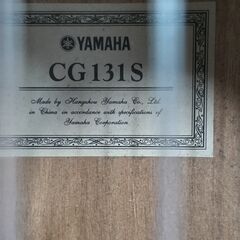 YAMAHA
CG131S
Made by Hangzhou Yamaha Co., Ltd.
in China in accordance with specifications of
Yamaha Corporation.